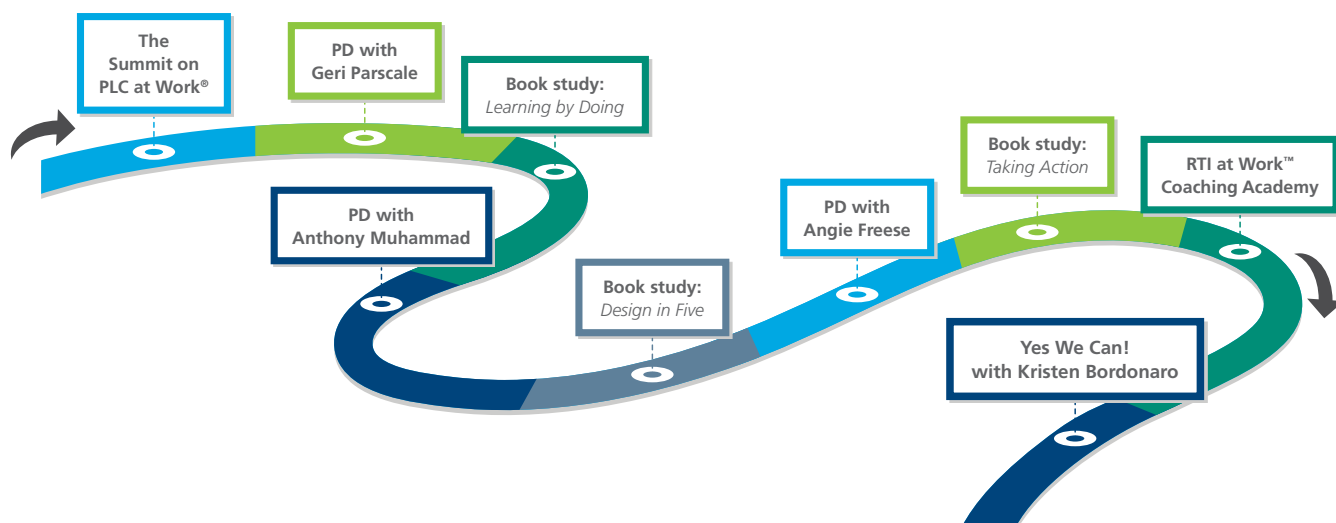 The
Summit on
PLC at Work®
PD with
Geri Parscale
Book study:
Learning by Doing
PD with
Anthony Muhammad
Book study:
Design in Five
PD with
Angie Freese
Book study:
Taking Action
RTI at Work™
Coaching Academy
Yes We Can!
with Kristen Bordonaro